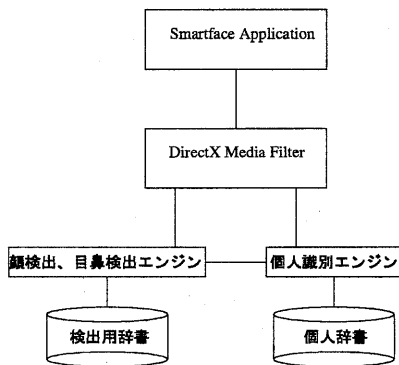 Smartface Application
DirectX Media Filter
顔検出、目鼻検出エンジン
個人識別エンジン
検出用辞書
個人辞書